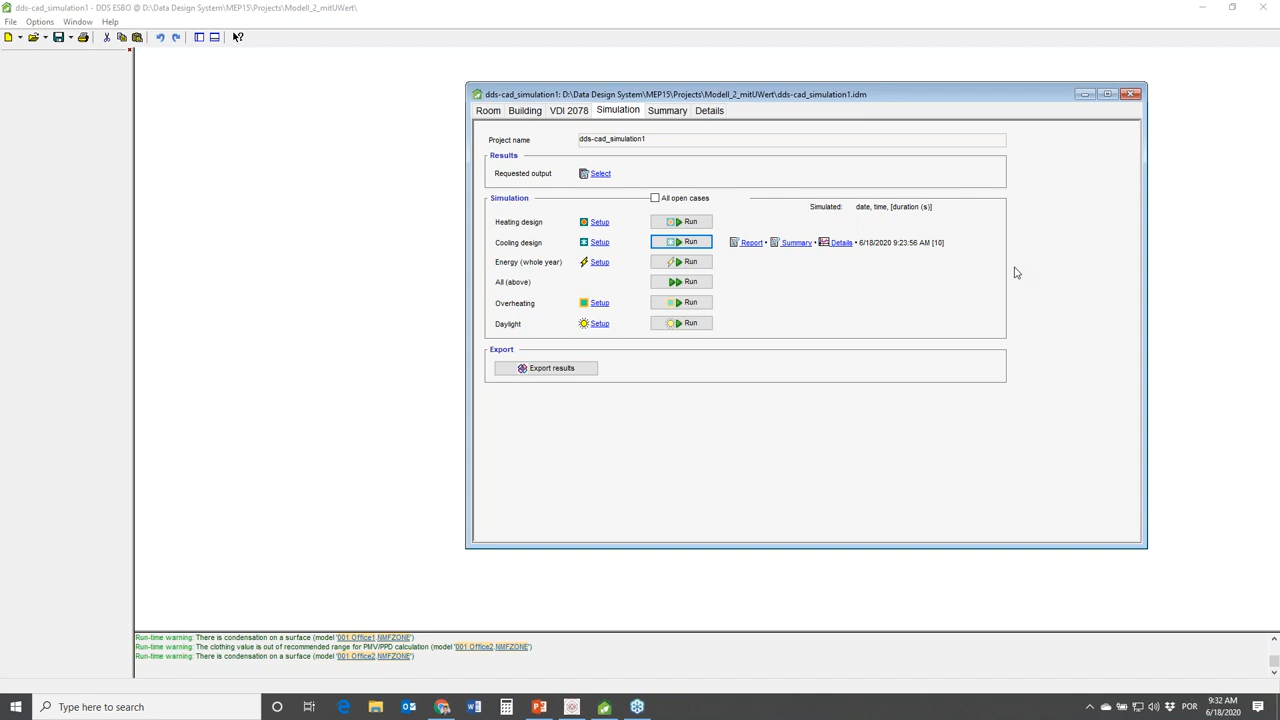 dds-cad_simulation1 - DDS ESBO / D:\Data Design System\MEP15\Projects\Modell_2_mitUWert\
File Options Window Help
dds-cad_simulation1: D:\Data Design System\MEP15\Projects\Modell_2_mitUWert\dds-cad_simulation1.idm
Room Building VDI 2078 Simulation Summary Details
Project name dds-cad_simulation1
Results
Requested output Select
Simulation All open cases
Simulated: date, time, [duration (s)]
Heating design Setup Run
Cooling design Setup Run Report • Summary • Details • 6/18/2020 9:23:56 AM [10]
Energy (whole year) Setup Run
All (above) Run
Overheating Setup Run
Daylight Setup Run
Export
Export results
Run-time warning: There is condensation on a surface (model '001 Office1.NMFZONE')
Run-time warning: The clothing value is out of recommended range for PMV/PPD calculation (model '001 Office2.NMFZONE')
Run-time warning: There is condensation on a surface (model '001 Office2.NMFZONE')
Type here to search
POR
9:32 AM
6/18/2020